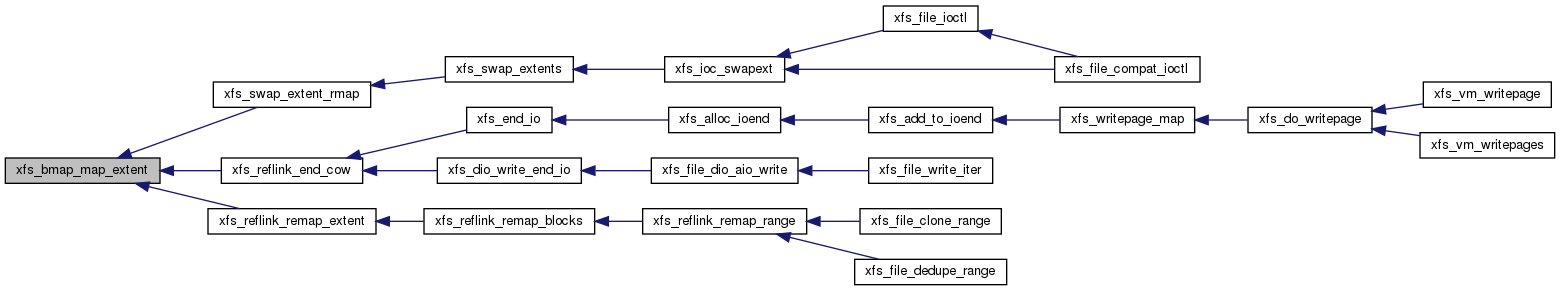 xfs_file_ioctl
xfs_swap_extents
xfs_ioc_swapext
xfs_file_compat_ioctl
xfs_swap_extent_rmap
xfs_vm_writepage
xfs_end_io
xfs_alloc_ioend
xfs_add_to_ioend
xfs_writepage_map
xfs_do_writepage
xfs_vm_writepages
xfs_bmap_map_extent
xfs_reflink_end_cow
xfs_dio_write_end_io
xfs_file_dio_aio_write
xfs_file_write_iter
xfs_reflink_remap_extent
xfs_reflink_remap_blocks
xfs_reflink_remap_range
xfs_file_clone_range
xfs_file_dedupe_range